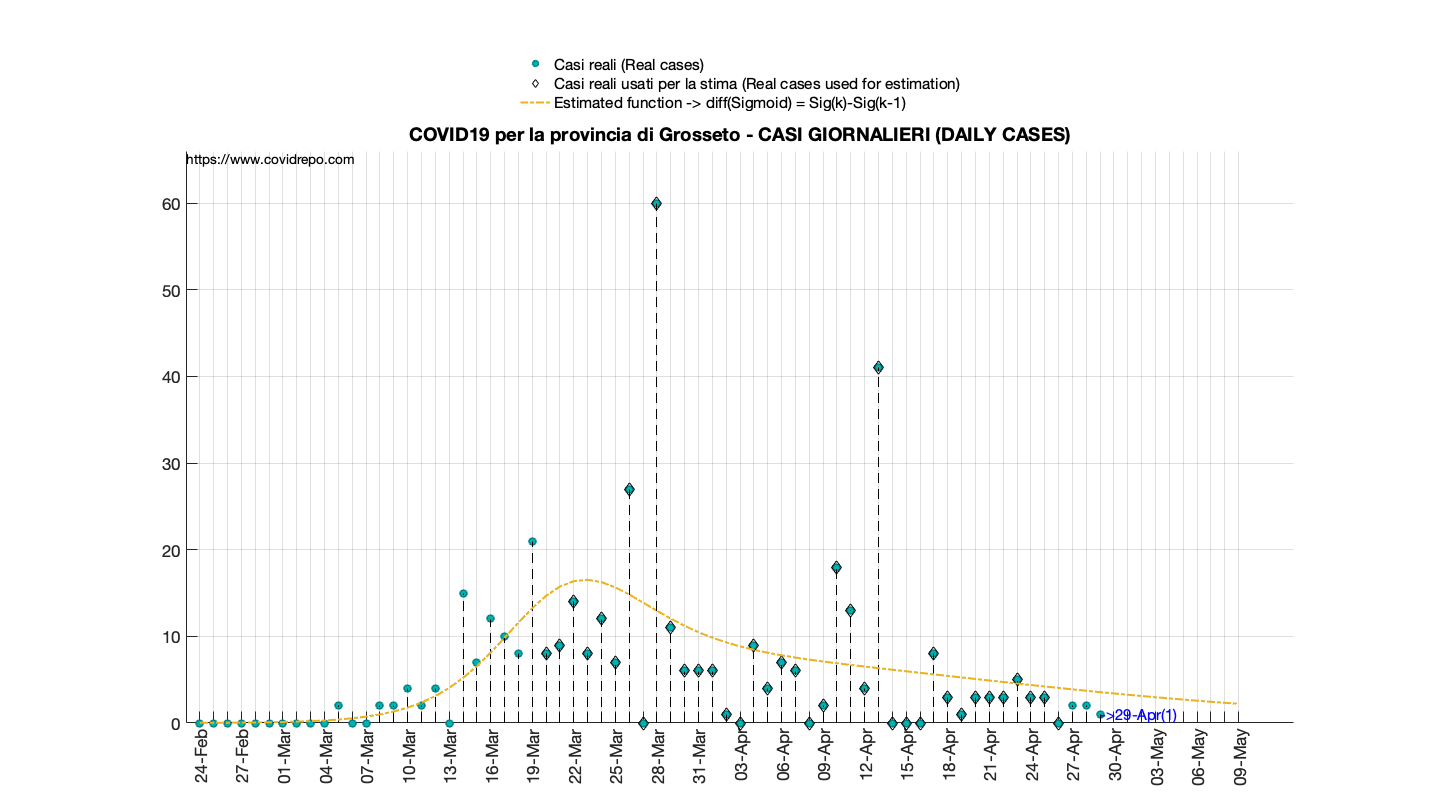 Casi reali (Real cases)
Casi reali usati per la stima (Real cases used for estimation)
Estimated function -> diff(Sigmoid) = Sig(k)-Sig(k-1)
COVID19 per la provincia di Grosseto - CASI GIORNALIERI (DAILY CASES)
https://www.covidrepo.com
60
50
40
30
20
10
0
->29-Apr(1)
24-Feb
27-Feb
01-Mar
04-Mar
07-Mar
10-Mar
13-Mar
16-Mar
19-Mar
22-Mar
25-Mar
28-Mar
31-Mar
03-Apr
06-Apr
09-Apr
12-Apr
15-Apr
18-Apr
21-Apr
24-Apr
27-Apr
30-Apr
03-May
06-May
09-May